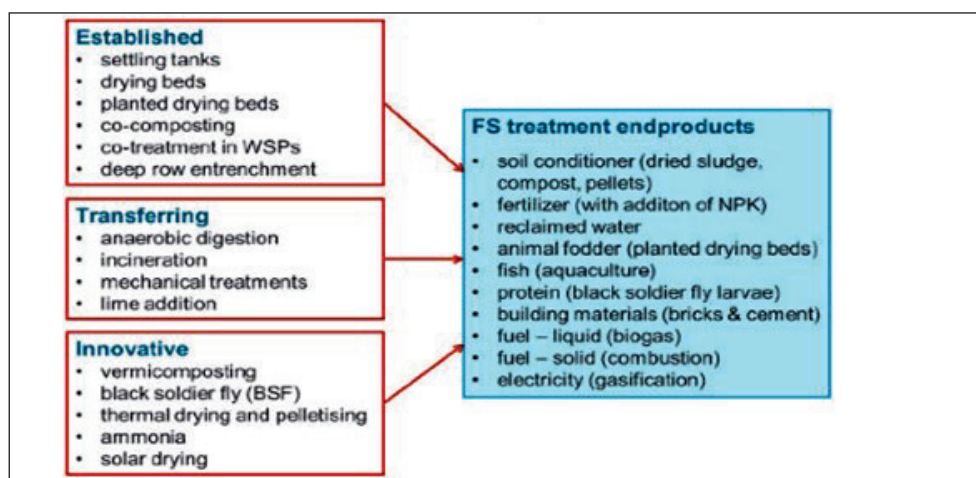 Established
• settling tanks
• drying beds
• planted drying beds
• co-composting
• co-treatment in WSPs
• deep row entrenchment
Transferring
• anaerobic digestion
• incineration
• mechanical treatments
• lime addition
Innovative
• vermicomposting
• black soldier fly (BSF)
• thermal drying and pelletising
• ammonia
• solar drying
FS treatment endproducts
• soil conditioner (dried sludge,
compost, pellets)
• fertilizer (with additon of NPK)
• reclaimed water
• animal fodder (planted drying beds)
• fish (aquaculture)
• protein (black soldier fly larvae)
• building materials (bricks & cement)
• fuel – liquid (biogas)
• fuel – solid (combustion)
• electricity (gasification)